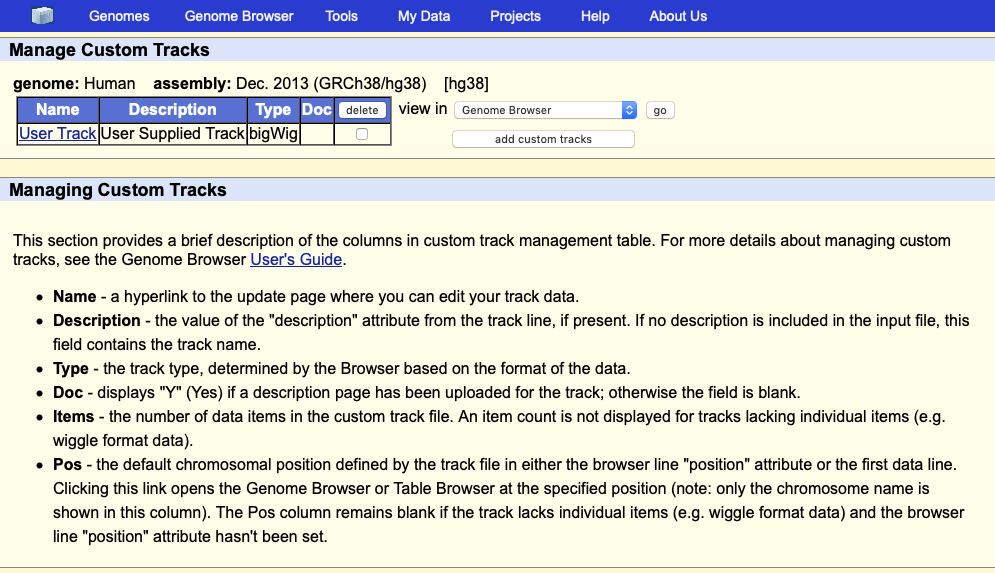 Genomes Genome Browser Tools My Data Projects Help About Us
Manage Custom Tracks
genome: Human assembly: Dec. 2013 (GRCh38/hg38) [hg38]
Name Description Type Doc delete view in Genome Browser go
User Track User Supplied Track bigWig
add custom tracks
Managing Custom Tracks
This section provides a brief description of the columns in custom track management table. For more details about managing custom
tracks, see the Genome Browser User's Guide.
• Name - a hyperlink to the update page where you can edit your track data.
• Description - the value of the "description" attribute from the track line, if present. If no description is included in the input file, this
field contains the track name.
• Type - the track type, determined by the Browser based on the format of the data.
• Doc - displays "Y" (Yes) if a description page has been uploaded for the track; otherwise the field is blank.
• Items - the number of data items in the custom track file. An item count is not displayed for tracks lacking individual items (e.g.
wiggle format data).
• Pos - the default chromosomal position defined by the track file in either the browser line "position" attribute or the first data line.
Clicking this link opens the Genome Browser or Table Browser at the specified position (note: only the chromosome name is
shown in this column). The Pos column remains blank if the track lacks individual items (e.g. wiggle format data) and the browser
line "position" attribute hasn't been set.